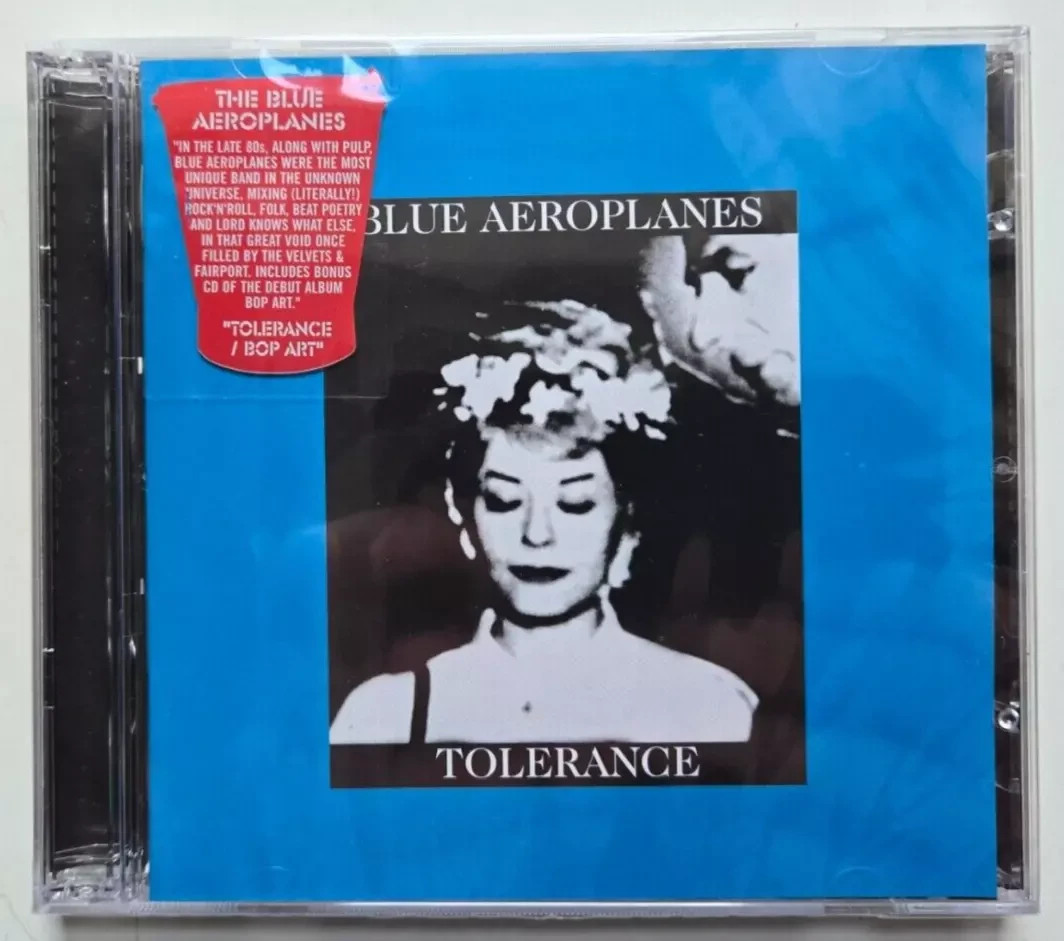 THE BLUE
AEROPLANES
"IN THE LATE 80s, ALONG WITH PULP,
BLUE AEROPLANES WERE THE MOST
UNIQUE BAND IN THE UNKNOWN
UNIVERSE, MIXING (LITERALLY!)
ROCK'N'ROLL, FOLK, BEAT POETRY
AND LORD KNOWS WHAT ELSE,
IN THAT GREAT VOID ONCE
FILLED BY THE VELVETS &
FAIRPORT. INCLUDES BONUS
CD OF THE DEBUT ALBUM
BOP ART."
"TOLERANCE
/ BOP ART"
BLUE AEROPLANES
TOLERANCE